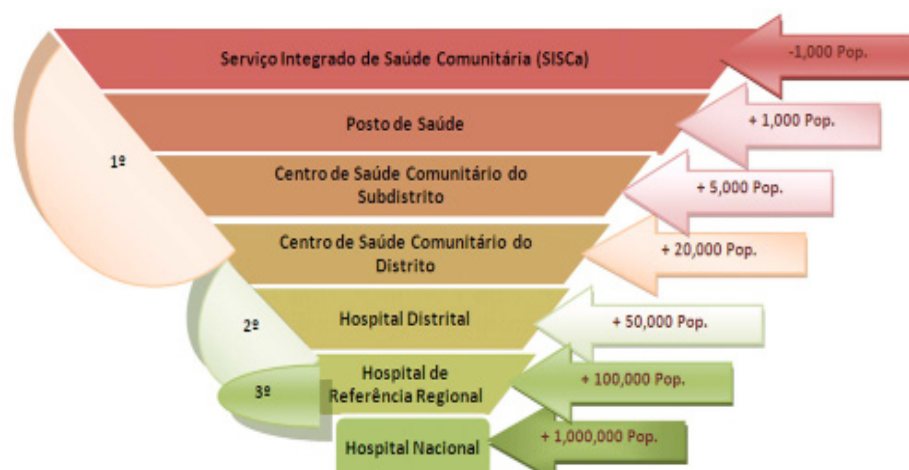 Serviço Integrado de Saúde Comunitária (SISCa)
-1,000 Pop.
Posto de Saúde
+ 1,000 Pop.
1º
Centro de Saúde Comunitário do
Subdistrito
+ 5,000 Pop.
Centro de Saúde Comunitário do
Distrito
+ 20,000 Pop.
2º
Hospital Distrital
+ 50,000 Pop.
3º
Hospital de
Referência Regional
+ 100,000 Pop.
Hospital Nacional
+ 1,000,000 Pop.